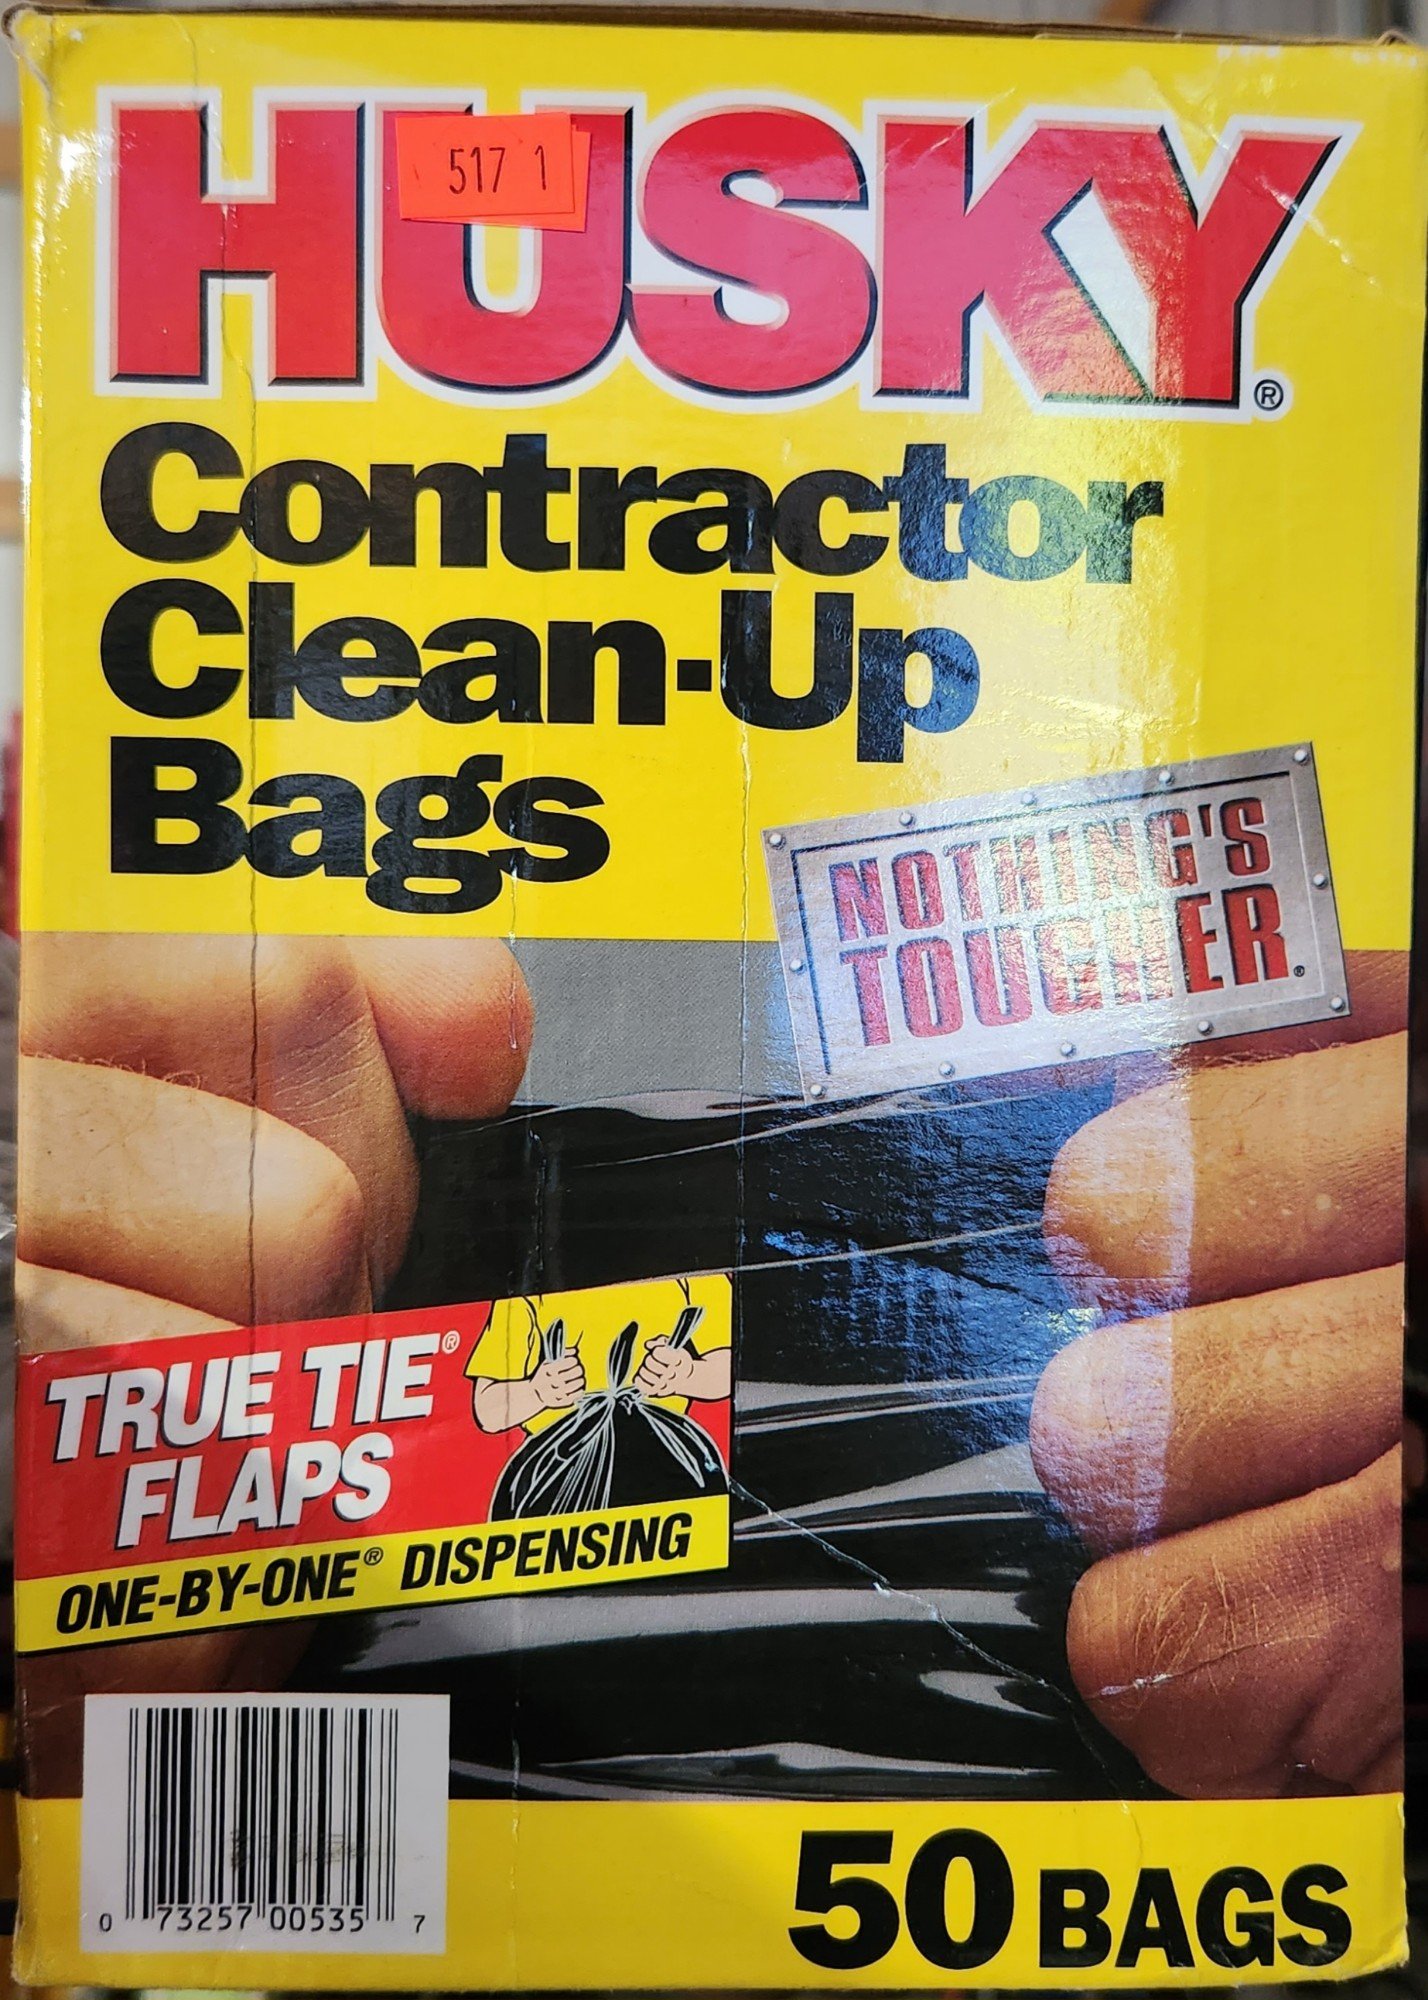 HUSKY®
517 1
Contractor
Clean-Up
Bags
NOTHING'S
TOUGHER®
TRUE TIE®
FLAPS
ONE-BY-ONE® DISPENSING
0 73257 00535 7
50 BAGS